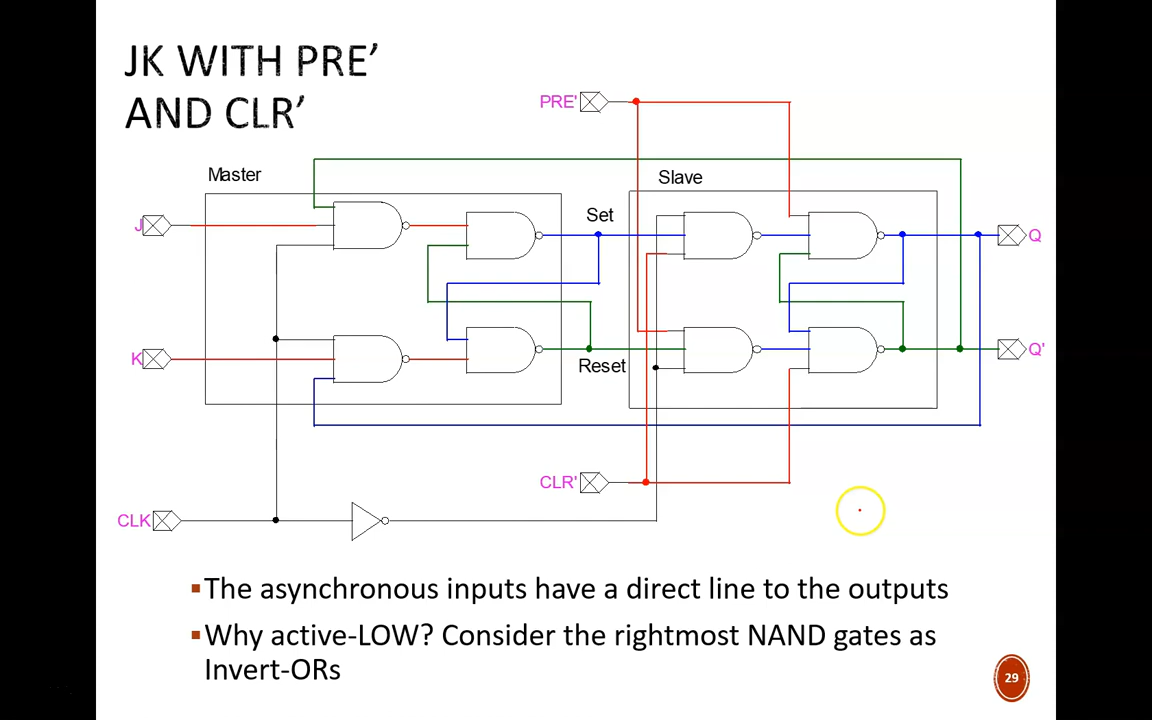 JK WITH PRE’
AND CLR’
PRE'
Master
Slave
J
Set
Q
K
Reset
Q'
CLR'
CLK
▪The asynchronous inputs have a direct line to the outputs
▪Why active-LOW? Consider the rightmost NAND gates as
Invert-ORs
29